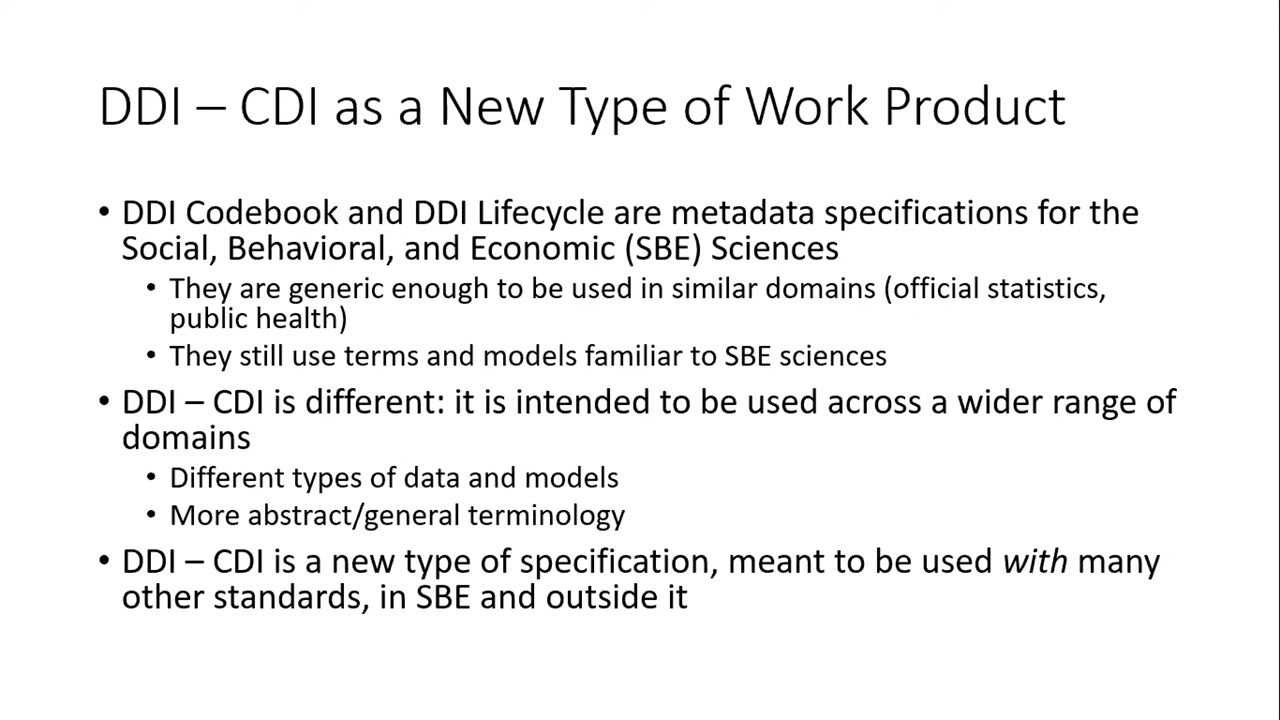 DDI – CDI as a New Type of Work Product
• DDI Codebook and DDI Lifecycle are metadata specifications for the
Social, Behavioral, and Economic (SBE) Sciences
• They are generic enough to be used in similar domains (official statistics,
public health)
• They still use terms and models familiar to SBE sciences
• DDI – CDI is different: it is intended to be used across a wider range of
domains
• Different types of data and models
• More abstract/general terminology
• DDI – CDI is a new type of specification, meant to be used with many
other standards, in SBE and outside it